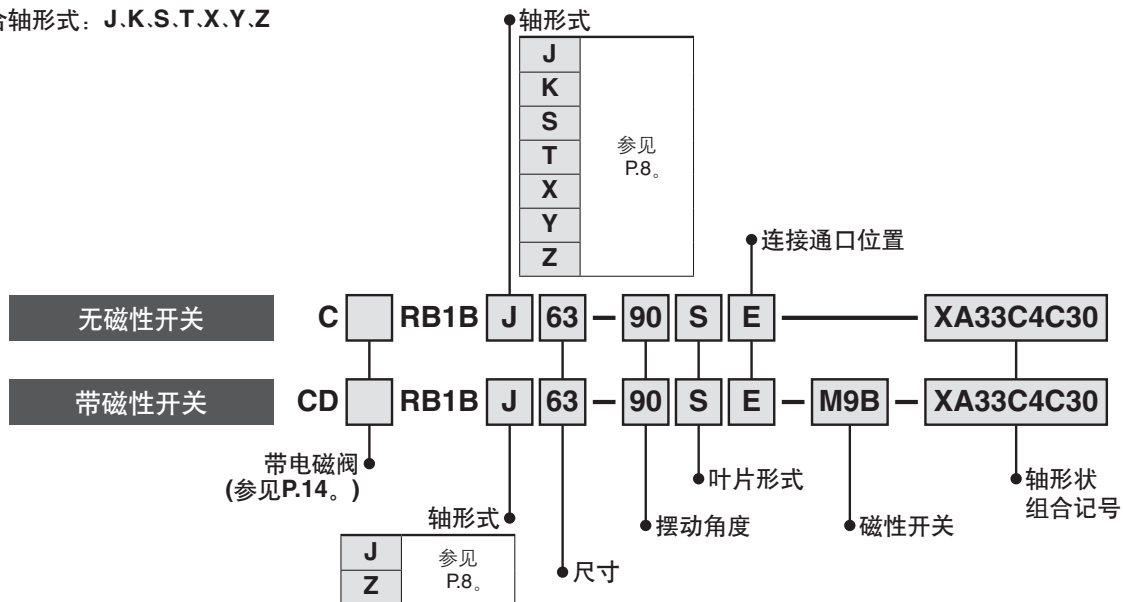 轴形式：J、K、S、T、X、Y、Z
轴形式
J
K
S
T
X
Y
Z
参见
P.8。
连接通口位置
无磁性开关
C RB1B J 63 - 90 S E XA33C4C30
带磁性开关
CD RB1B J 63 - 90 S E - M9B - XA33C4C30
带电磁阀
(参见P.14。)
轴形式
J
Z
参见
P.8。
尺寸
摆动角度
叶片形式
磁性开关
轴形状
组合记号